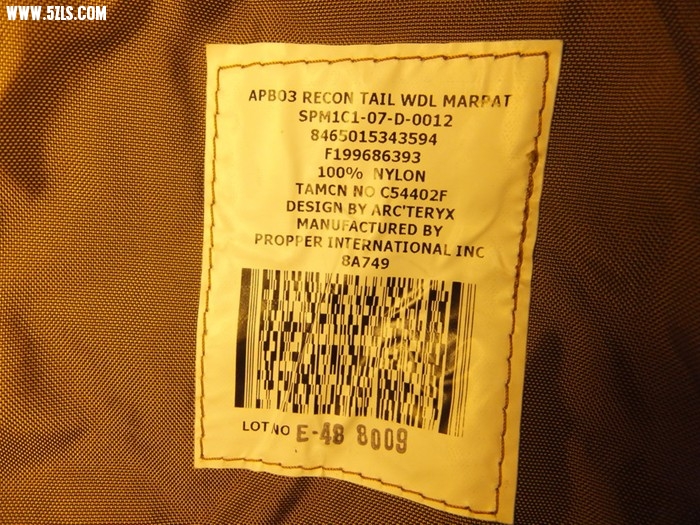 WWW.5ZLS.COM
APB03 RECON TAIL WDL MARPAT
SPM1C1-07-D-0012
8465015343594
F199686393
100% NYLON
TAMCN NO C54402F
DESIGN BY ARC'TERYX
MANUFACTURED BY
PROPPER INTERNATIONAL INC
8A749
LOT NO E-48 8009